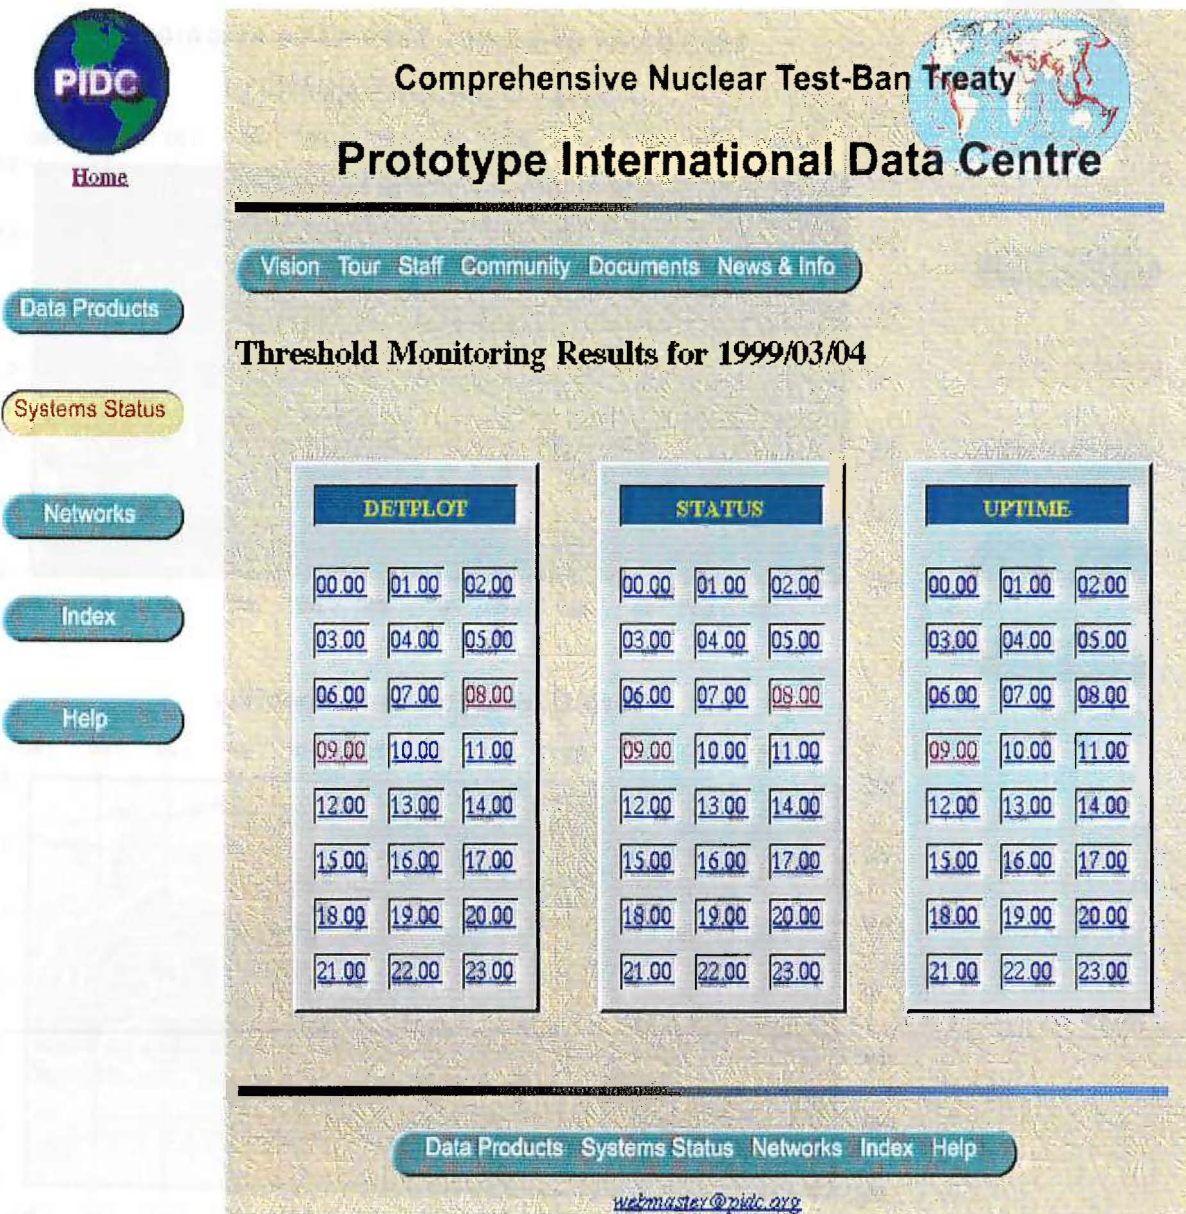 PIDC
Home
Comprehensive Nuclear Test-Ban Treaty
Prototype International Data Centre
Vision Tour Staff Community Documents News & Info
Data Products
Systems Status
Networks
Index
Help
Threshold Monitoring Results for 1999/03/04
DETPLOT
00.00 01.00 02.00
03.00 04.00 05.00
06.00 07.00 08.00
09.00 10.00 11.00
12.00 13.00 14.00
15.00 16.00 17.00
18.00 19.00 20.00
21.00 22.00 23.00
STATUS
00.00 01.00 02.00
03.00 04.00 05.00
06.00 07.00 08.00
09.00 10.00 11.00
12.00 13.00 14.00
15.00 16.00 17.00
18.00 19.00 20.00
21.00 22.00 23.00
UPTIME
00.00 01.00 02.00
03.00 04.00 05.00
06.00 07.00 08.00
09.00 10.00 11.00
12.00 13.00 14.00
15.00 16.00 17.00
18.00 19.00 20.00
21.00 22.00 23.00
Data Products Systems Status Networks Index Help
webmaster@pidc.org